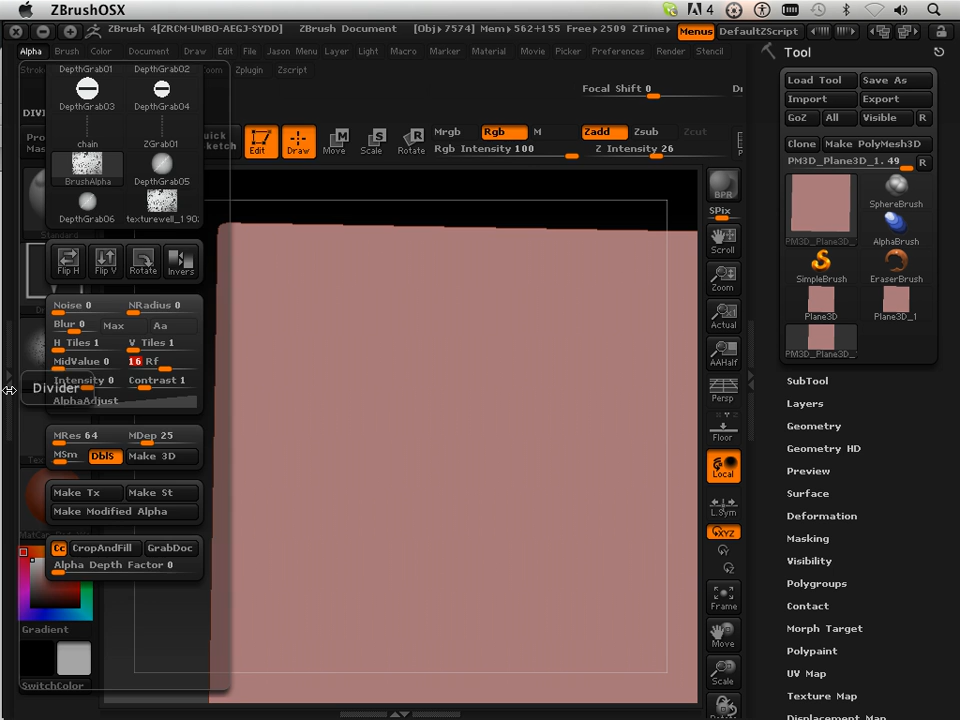 ZBrushOSX
4
ZBrush 4[ZRCM-UMBO-AEGJ-SYDD] ZBrush Document [Obj▸7574] Mem▸562+155 Free▸2509 ZTime▸ Menus DefaultZScript
Alpha Brush Color Document Draw Edit File Jason Menu Layer Light Macro Marker Material Movie Picker Preferences Render Stencil
Zplugin Zscript
Tool
Load Tool Save As
Import Export
GoZ All Visible R
Clone Make PolyMesh3D
PM3D_Plane3D_1. 49 R
SphereBrush
PM3D_Plane3D_ AlphaBrush
SimpleBrush EraserBrush
Plane3D Plane3D_1
PM3D_Plane3D_
SubTool
Layers
Geometry
Geometry HD
Preview
Surface
Deformation
Masking
Visibility
Polygroups
Contact
Morph Target
Polypaint
UV Map
Texture Map
Displacement Map
DepthGrab01 DepthGrab02
DepthGrab03 DepthGrab04
chain ZGrab01
BrushAlpha DepthGrab05
DepthGrab06 texturewell_1 90
Flip H Flip V Rotate Invers
Noise 0 NRadius 0
Blur 0 Max Aa
H Tiles 1 V Tiles 1
MidValue 0 16 Rf
Intensity 0 Contrast 1
AlphaAdjust
Divider
MRes 64 MDep 25
MSm DblS Make 3D
Make Tx Make St
Make Modified Alpha
Cc CropAndFill GrabDoc
Alpha Depth Factor 0
Gradient
SwitchColor
Focal Shift 0
Edit Draw Move Scale Rotate
Mrgb Rgb M
Rgb Intensity 100
Zadd Zsub Zcut
Z Intensity 26
BPR
SPix
Scroll
Zoom
Actual
AAHalf
Persp
Floor
Local
L.Sym
XYZ
Frame
Move
Scale